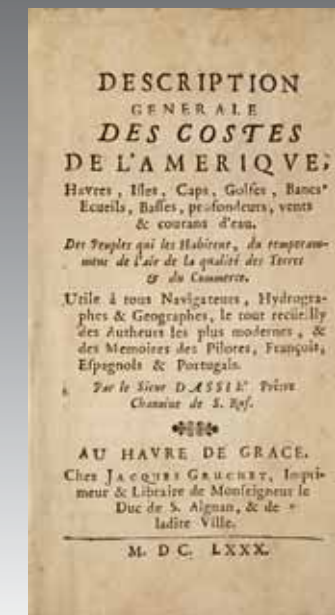 DESCRIPTION
GENERALE
DES COSTES
DE L'AMERIQVE,
Havres, Isles, Caps, Golfes, Bancs,
Ecueils, Basses, profondeurs, vents
& courans d'eau.
Des Peuples qui les Habitent, du temperam-
ment de l'air de la qualité des Terres
& du Commerce.
Utile à tous Navigateurs, Hydrogra-
phes & Geographes, le tout recüeilly
des Autheurs les plus modernes, &
des Memoires des Pilotes, François,
Espagnols & Portugais.
Par le Sieur DASSIE' Prêtre
Chanoine de S. Ruf.
AU HAVRE DE GRACE.
Chez JACQUES GRUCHET, Impri-
meur & Libraire de Monseigneur le
Duc de S. Aignan, & de
ladite Ville.
M. DC. LXXX.